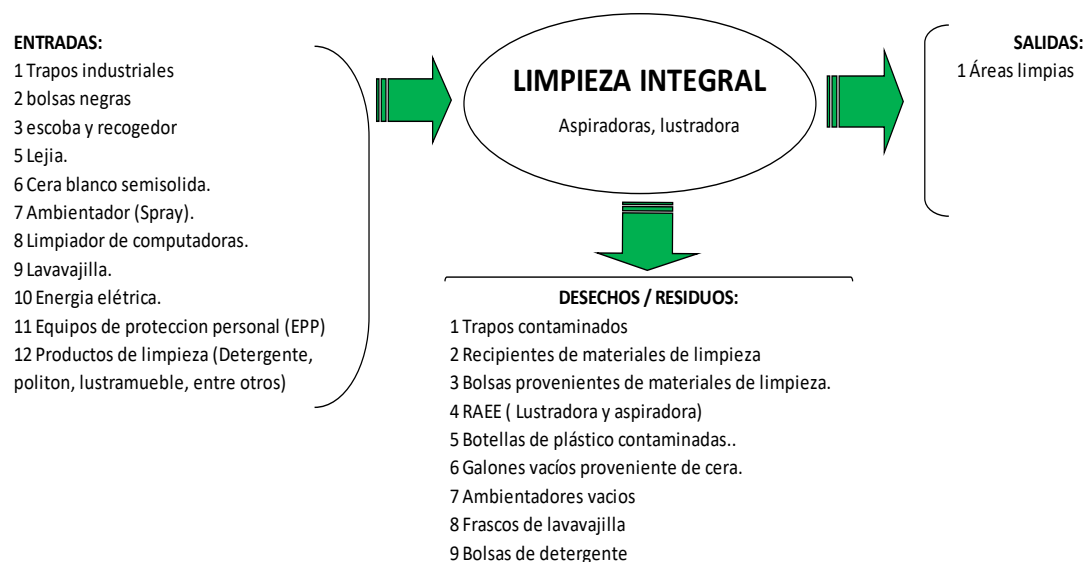 ENTRADAS:
1 Trapos industriales
2 bolsas negras
3 escoba y recogedor
5 Lejia.
6 Cera blanco semisolida.
7 Ambientador (Spray).
8 Limpiador de computadoras.
9 Lavavajilla.
10 Energia elétrica.
11 Equipos de proteccion personal (EPP)
12 Productos de limpieza (Detergente,
politon, lustramueble, entre otros)
LIMPIEZA INTEGRAL
Aspiradoras, lustradora
SALIDAS:
1 Áreas limpias
DESECHOS / RESIDUOS:
1 Trapos contaminados
2 Recipientes de materiales de limpieza
3 Bolsas provenientes de materiales de limpieza.
4 RAEE ( Lustradora y aspiradora)
5 Botellas de plástico contaminadas..
6 Galones vacíos proveniente de cera.
7 Ambientadores vacios
8 Frascos de lavavajilla
9 Bolsas de detergente